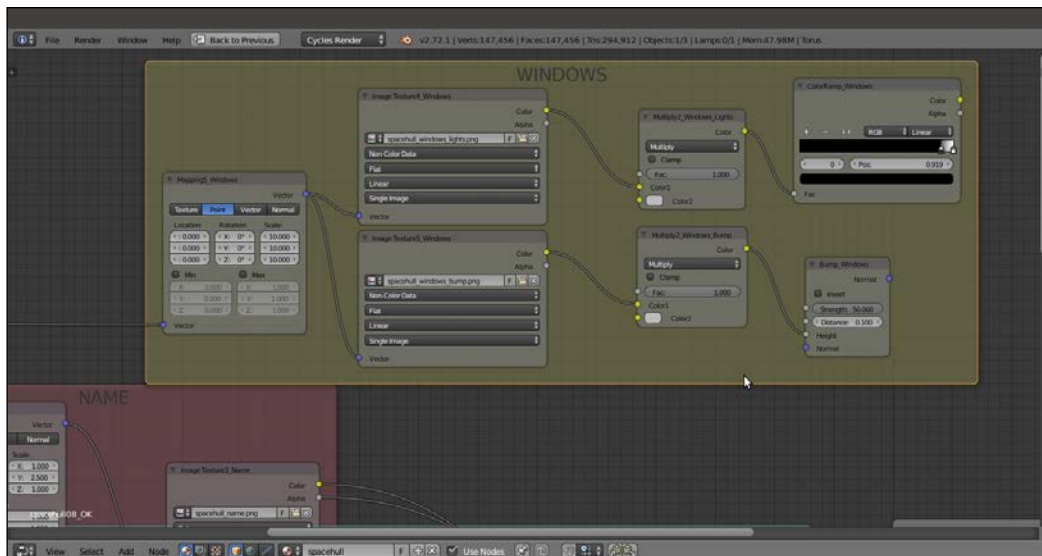 File Render Window Help Back to Previous Cycles Render v2.72.1 | Verts:147,456 | Faces:147,456 | Tris:294,912 | Objects:1/3 | Lamps:0/1 | Mem:47.98M | Torus
WINDOWS
Mapping5_Windows
Vector
Texture Point Vector Normal
Location: Rotation: Scale:
0.000 X: 0° 10.000
0.000 Y: 0° 10.000
0.000 Z: 0° 10.000
Min Max
Vector
Image Texture4_Windows
Color
Alpha
spacehull_windows_lights.png F
Non-Color Data
Flat
Linear
Single Image
Vector
Image Texture5_Windows
Color
Alpha
spacehull_windows_bump.png F
Non-Color Data
Flat
Linear
Single Image
Vector
Multiply2_Windows_Lights
Color
Multiply
Clamp
Fac: 1.000
Color1
Color2
Multiply2_Windows_Bump
Color
Multiply
Clamp
Fac: 1.000
Color1
Color2
ColorRamp_Windows
Color
Alpha
RGB Linear
0 Pos: 0.919
Fac
Bump_Windows
Normal
Invert
Strength: 50.000
Distance: 0.100
Height
Normal
NAME
Vector
Normal
Scale:
X: 1.000
Y: 2.500
Z: 1.000
Image Texture3_Name
Color
Alpha
spacehull_name.png F
View Select Add Node spacehull F Use Nodes